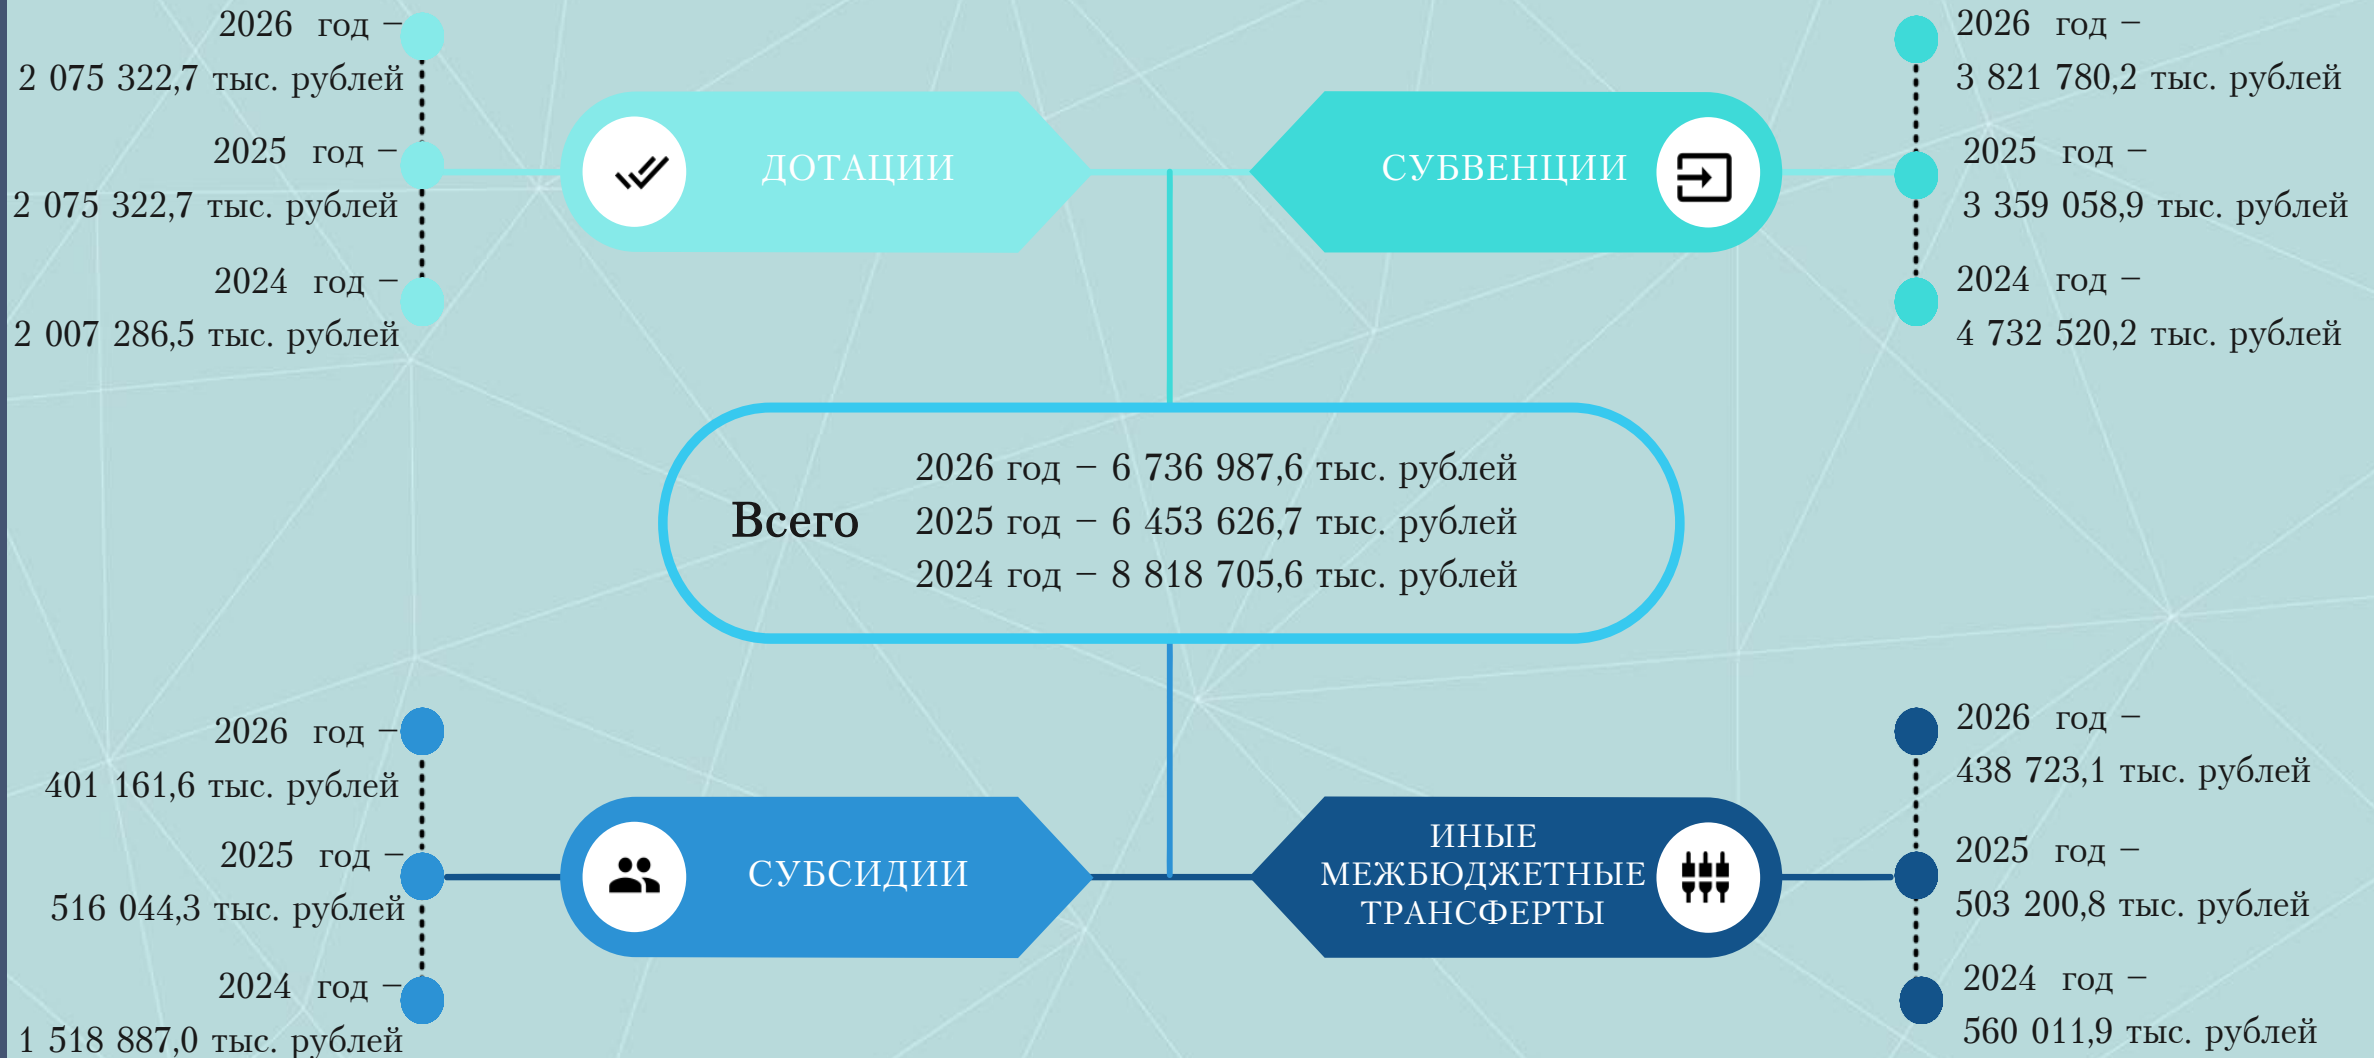 2026 год –
2 075 322,7 тыс. рублей
2025 год –
2 075 322,7 тыс. рублей
2024 год –
2 007 286,5 тыс. рублей
ДОТАЦИИ
СУБВЕНЦИИ
2026 год –
3 821 780,2 тыс. рублей
2025 год –
3 359 058,9 тыс. рублей
2024 год –
4 732 520,2 тыс. рублей
Всего
2026 год – 6 736 987,6 тыс. рублей
2025 год – 6 453 626,7 тыс. рублей
2024 год – 8 818 705,6 тыс. рублей
2026 год –
401 161,6 тыс. рублей
2025 год –
516 044,3 тыс. рублей
2024 год –
1 518 887,0 тыс. рублей
СУБСИДИИ
ИНЫЕ
МЕЖБЮДЖЕТНЫЕ
ТРАНСФЕРТЫ
2026 год –
438 723,1 тыс. рублей
2025 год –
503 200,8 тыс. рублей
2024 год –
560 011,9 тыс. рублей